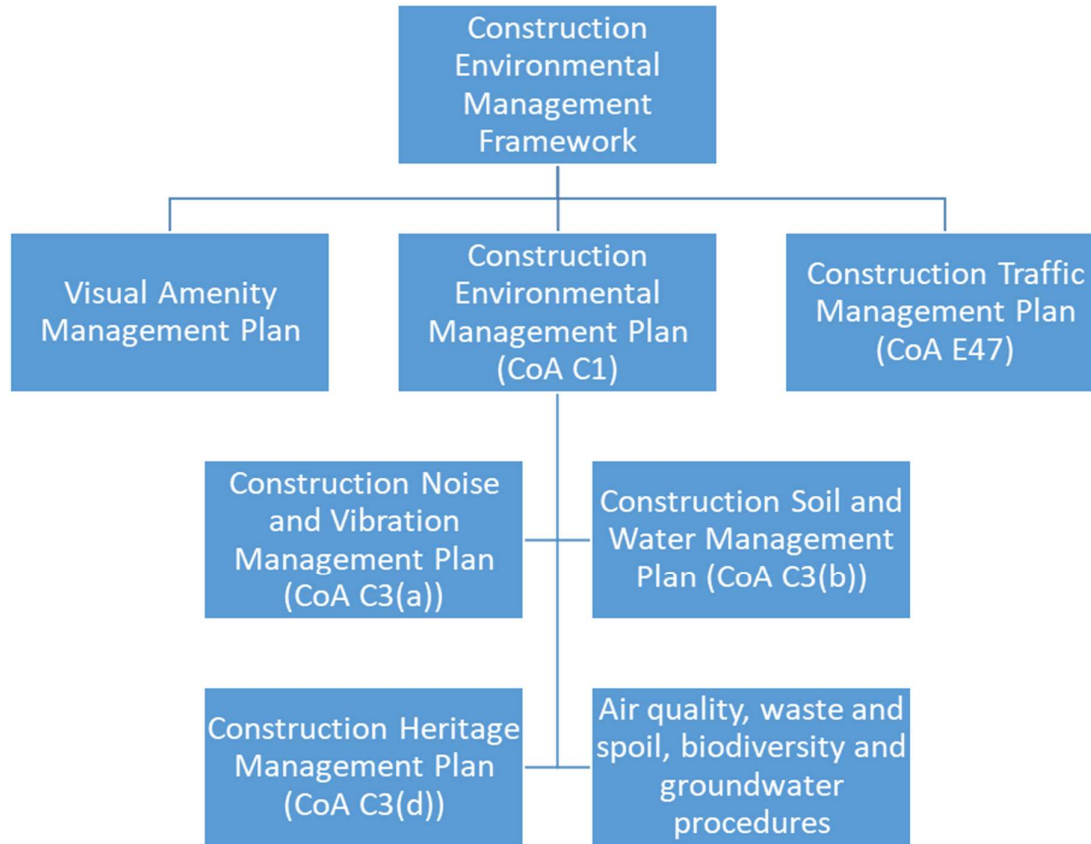 Construction
Environmental
Management
Framework
Visual Amenity
Management Plan
Construction
Environmental
Management Plan
(CoA C1)
Construction Traffic
Management Plan
(CoA E47)
Construction Noise
and Vibration
Management Plan
(CoA C3(a))
Construction Soil and
Water Management
Plan (CoA C3(b))
Construction Heritage
Management Plan
(CoA C3(d))
Air quality, waste and
spoil, biodiversity and
groundwater
procedures